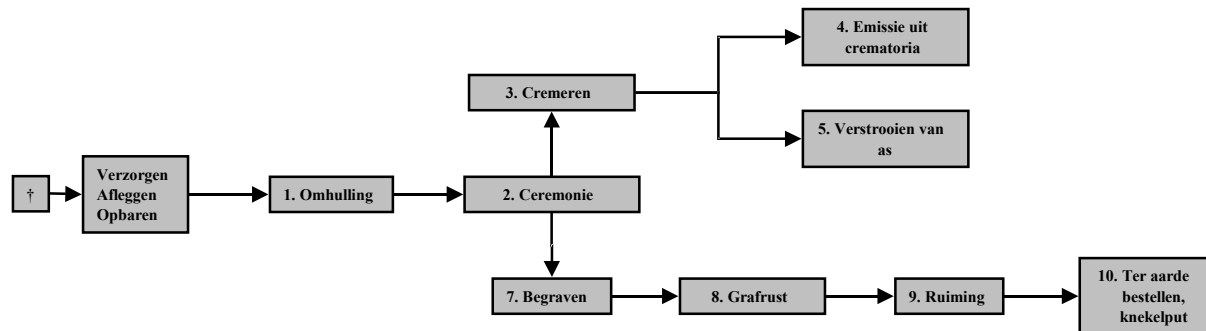 4. Emissie uit
crematoria
3. Cremeren
5. Verstrooien van
as
†
Verzorgen
Afleggen
Opbaren
1. Omhulling
2. Ceremonie
7. Begraven
8. Grafrust
9. Ruiming
10. Ter aarde
bestellen,
knekelput